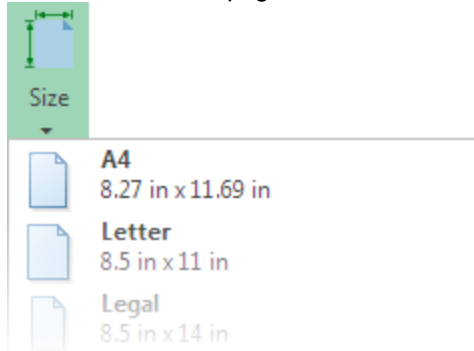 Size
A4
8.27 in x 11.69 in
Letter
8.5 in x 11 in
Legal
8.5 in x 14 in